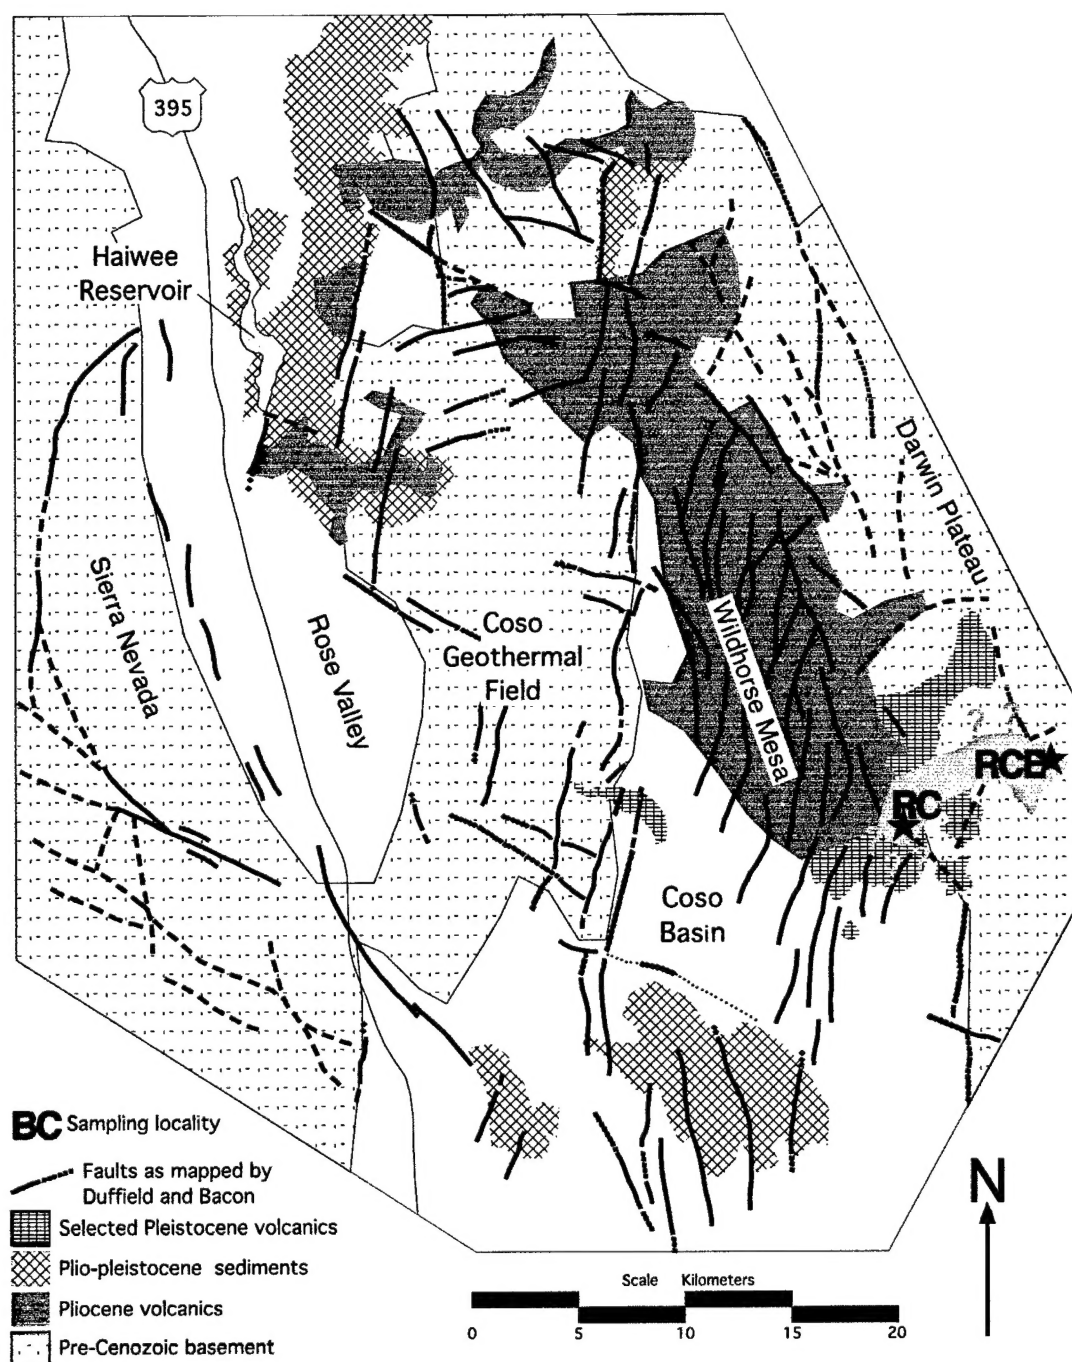 395
Haiwee
Reservoir
Darwin Plateau
Sierra Nevada
Rose Valley
Coso
Geothermal
Field
Wildhorse Mesa
? ?
RCE
RC
Coso
Basin
BC Sampling locality
Faults as mapped by
Duffield and Bacon
Selected Pleistocene volcanics
Plio-pleistocene sediments
Pliocene volcanics
Pre-Cenozoic basement
N
Scale Kilometers
0 5 10 15 20